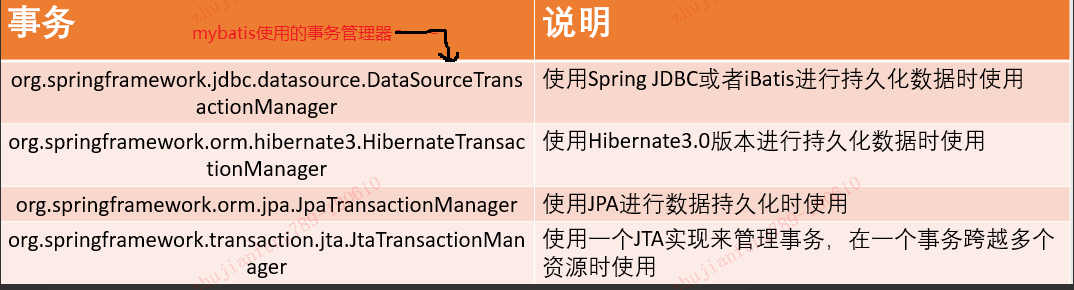 事务
mybatis使用的事务管理器
说明
org.springframework.jdbc.datasource.DataSourceTrans
actionManager
使用Spring JDBC或者iBatis进行持久化数据时使用
org.springframework.orm.hibernate3.HibernateTransac
tionManager
使用Hibernate3.0版本进行持久化数据时使用
org.springframework.orm.jpa.JpaTransactionManager
使用JPA进行数据持久化时使用
org.springframework.transaction.jta.JtaTransactionMan
ager
使用一个JTA实现来管理事务，在一个事务跨越多个
资源时使用